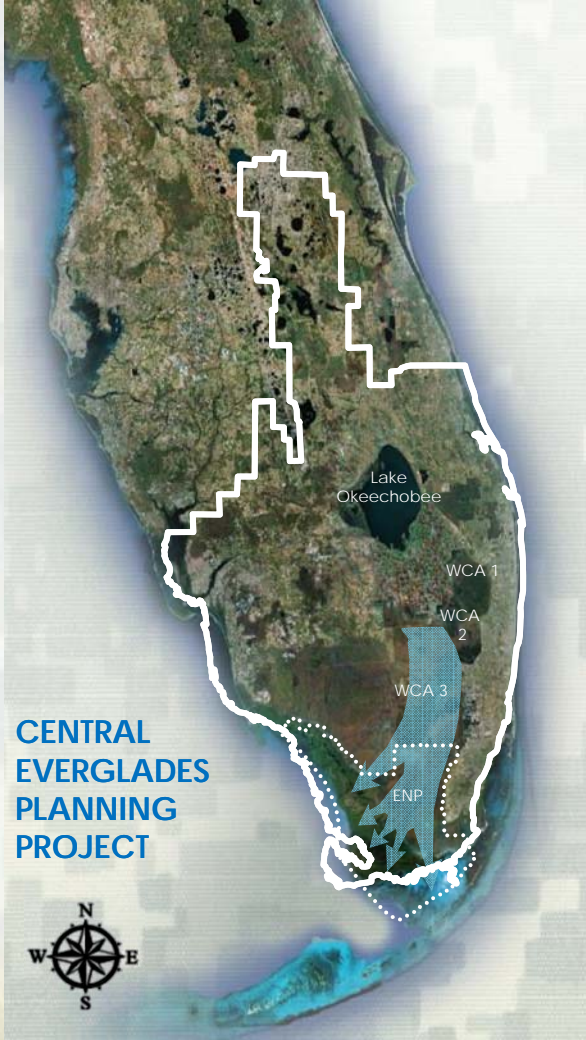 Lake
Okeechobee
WCA 1
WCA
2
WCA 3
ENP
CENTRAL
EVERGLADES
PLANNING
PROJECT
N
W E
S